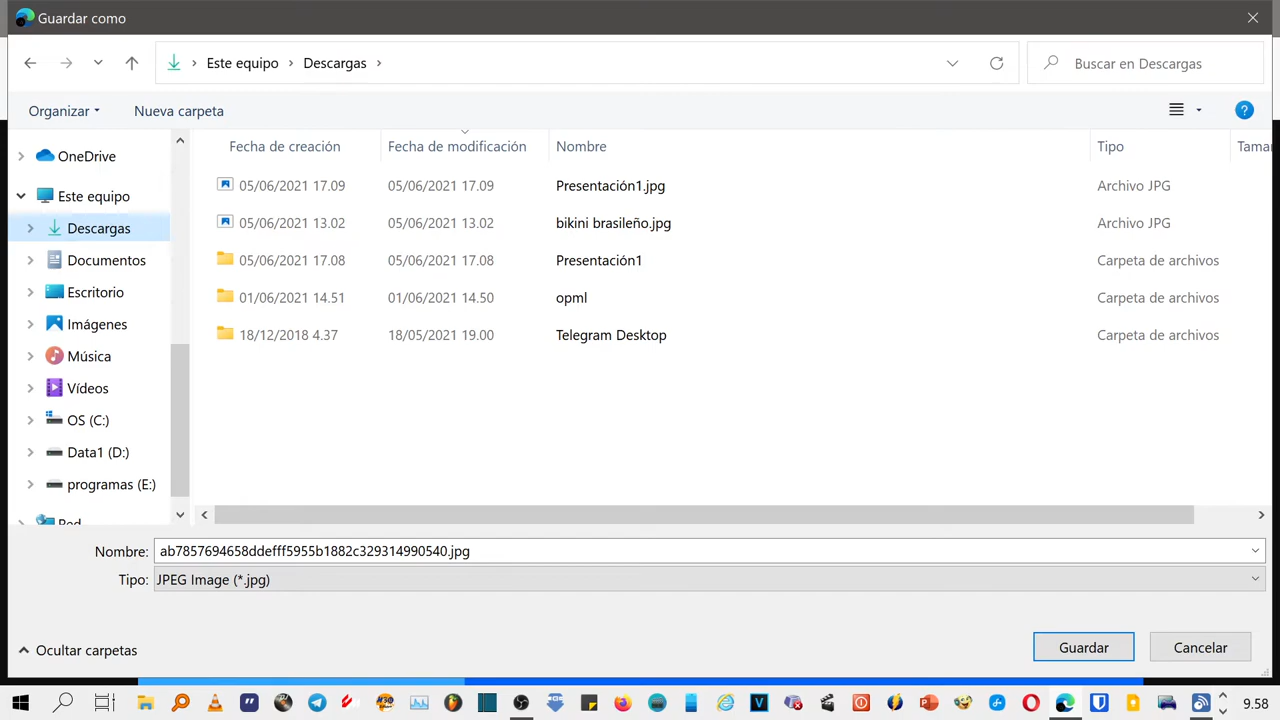 Guardar como
Este equipo > Descargas >
Buscar en Descargas
Organizar
Nueva carpeta
?
Fecha de creación Fecha de modificación Nombre Tipo Tamañ
05/06/2021 17.09 05/06/2021 17.09 Presentación1.jpg Archivo JPG
05/06/2021 13.02 05/06/2021 13.02 bikini brasileño.jpg Archivo JPG
05/06/2021 17.08 05/06/2021 17.08 Presentación1 Carpeta de archivos
01/06/2021 14.51 01/06/2021 14.50 opml Carpeta de archivos
18/12/2018 4.37 18/05/2021 19.00 Telegram Desktop Carpeta de archivos
OneDrive
Este equipo
Descargas
Documentos
Escritorio
Imágenes
Música
Vídeos
OS (C:)
Data1 (D:)
programas (E:)
Red
Nombre: ab7857694658ddefff5955b1882c329314990540.jpg
Tipo: JPEG Image (*.jpg)
Ocultar carpetas
Guardar
Cancelar
9.58